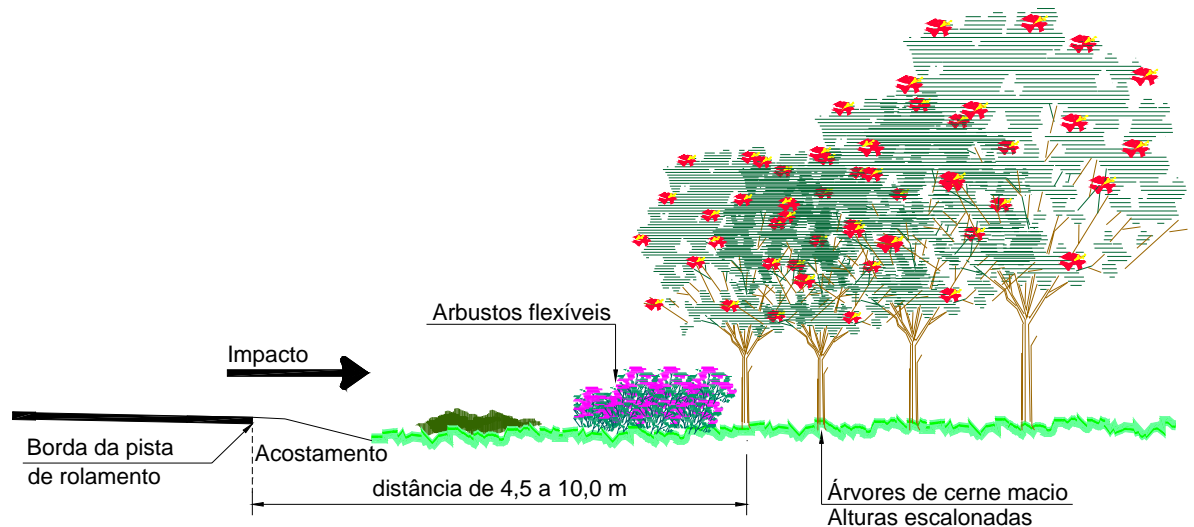 Arbustos flexíveis
Impacto
Borda da pista
de rolamento
Acostamento
distância de 4,5 a 10,0 m
Árvores de cerne macio
Alturas escalonadas